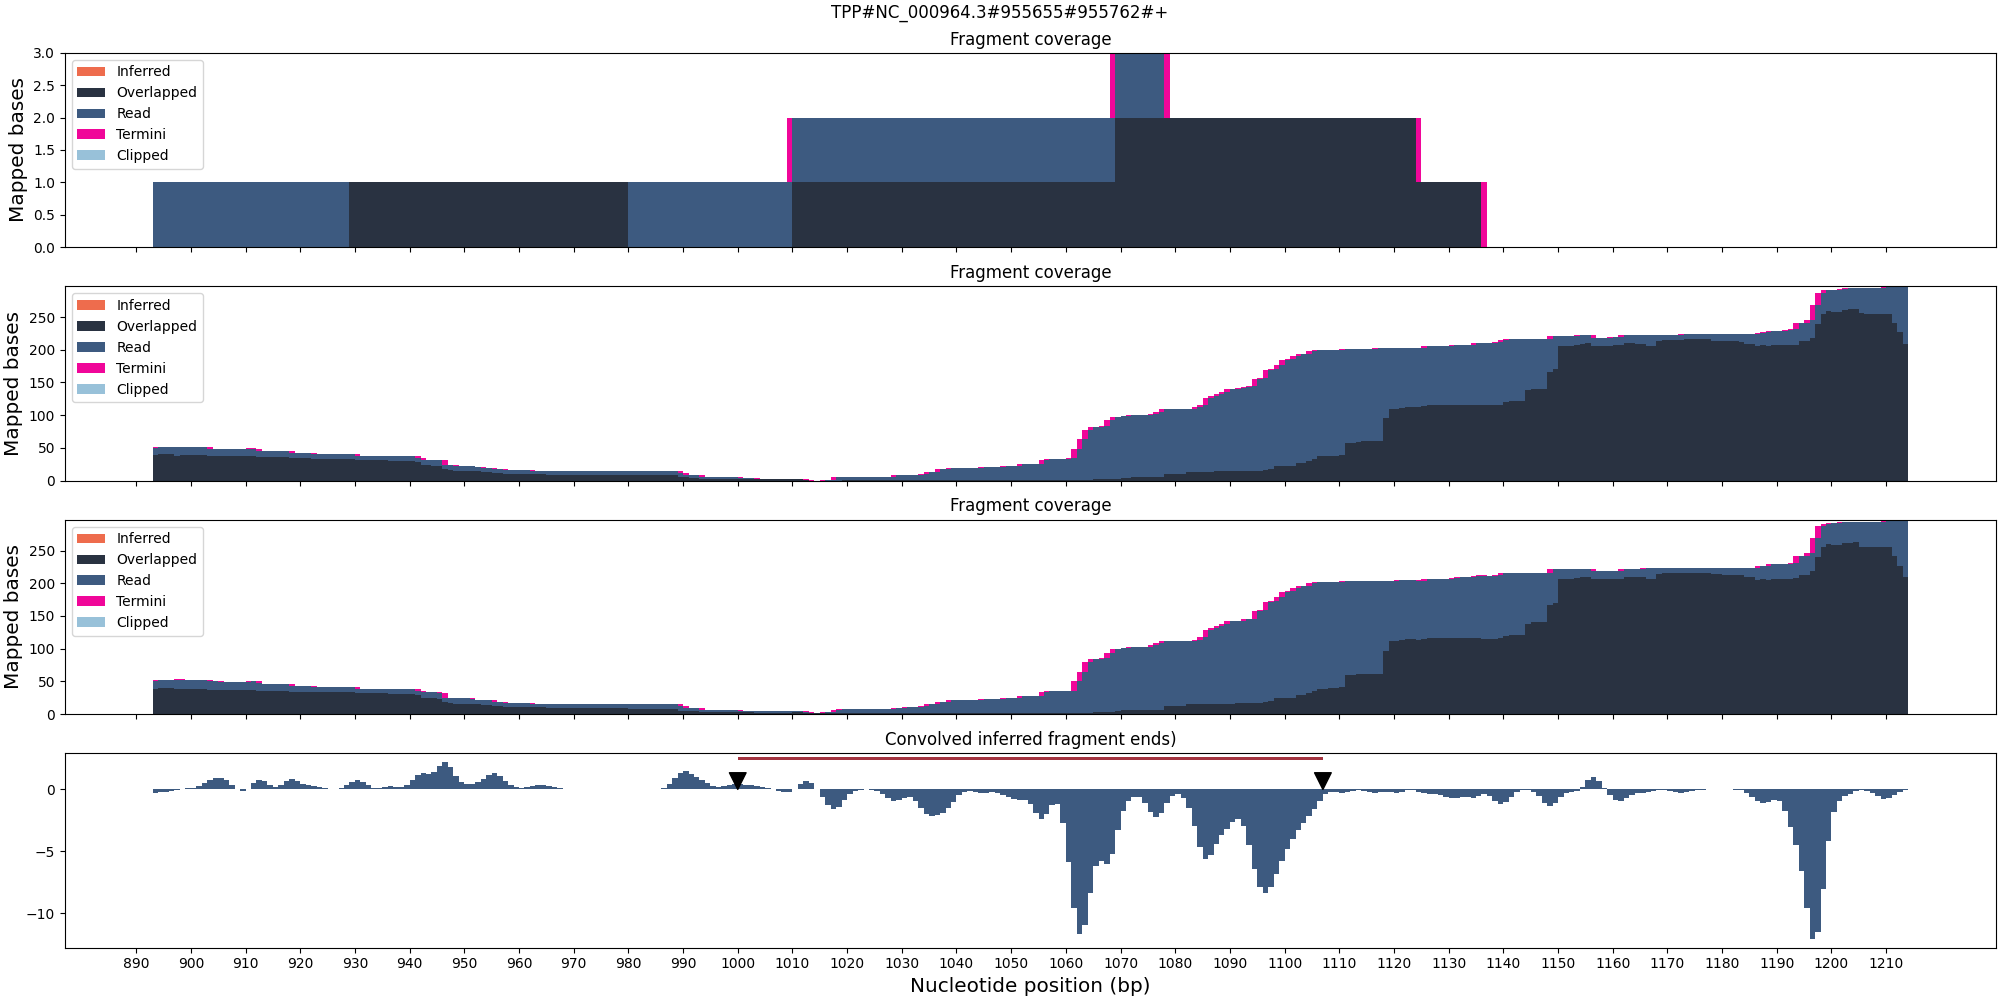 TPP#NC_000964.3#955655#955762#+
Fragment coverage
Mapped bases
3.0
2.5
2.0
1.5
1.0
0.5
0.0
Inferred
Overlapped
Read
Termini
Clipped
Fragment coverage
Mapped bases
250
200
150
100
50
0
Inferred
Overlapped
Read
Termini
Clipped
Fragment coverage
Mapped bases
250
200
150
100
50
0
Inferred
Overlapped
Read
Termini
Clipped
Convolved inferred fragment ends)
0
−5
−10
890 900 910 920 930 940 950 960 970 980 990 1000 1010 1020 1030 1040 1050 1060 1070 1080 1090 1100 1110 1120 1130 1140 1150 1160 1170 1180 1190 1200 1210
Nucleotide position (bp)